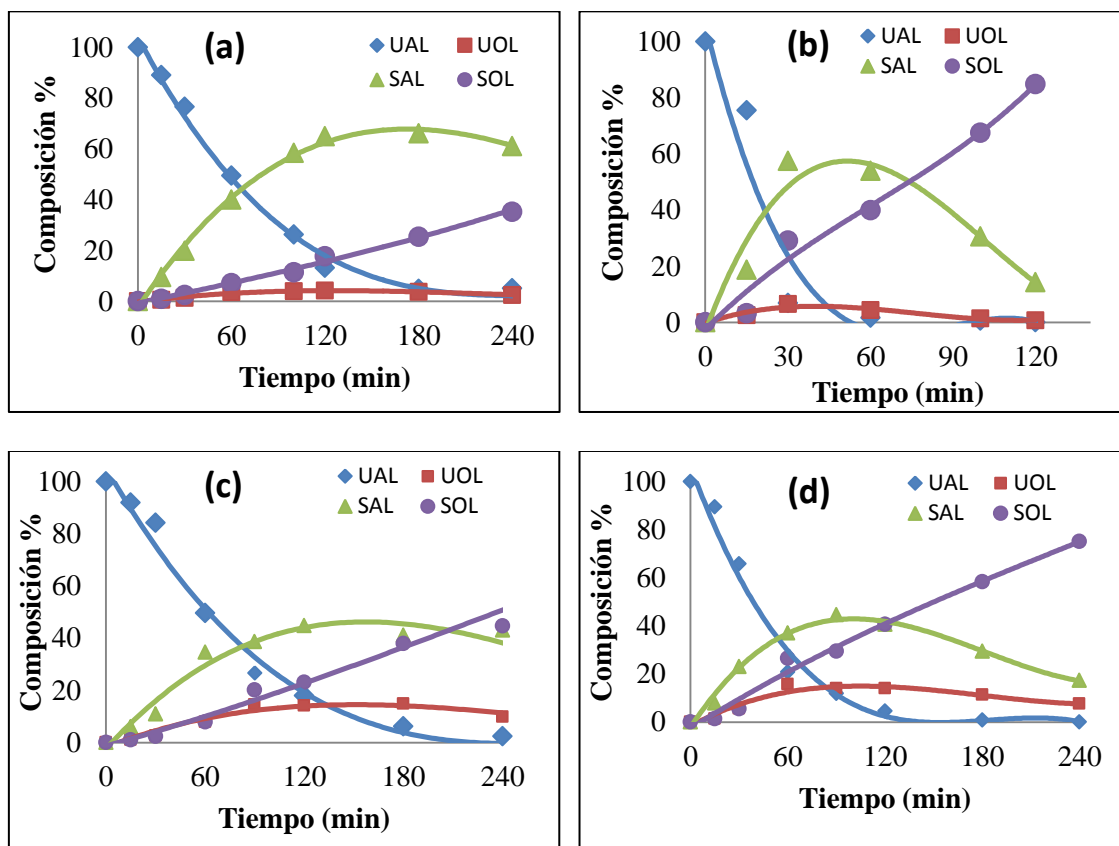 (a)
UAL UOL
SAL SOL
Composición %
100
80
60
40
20
0
0 60 120 180 240
Tiempo (min)
(b)
UAL UOL
SAL SOL
Composición %
100
80
60
40
20
0
0 30 60 90 120
Tiempo (min)
(c)
UAL UOL
SAL SOL
Composición %
100
80
60
40
20
0
0 60 120 180 240
Tiempo (min)
(d)
UAL UOL
SAL SOL
Composición %
100
80
60
40
20
0
0 60 120 180 240
Tiempo (min)